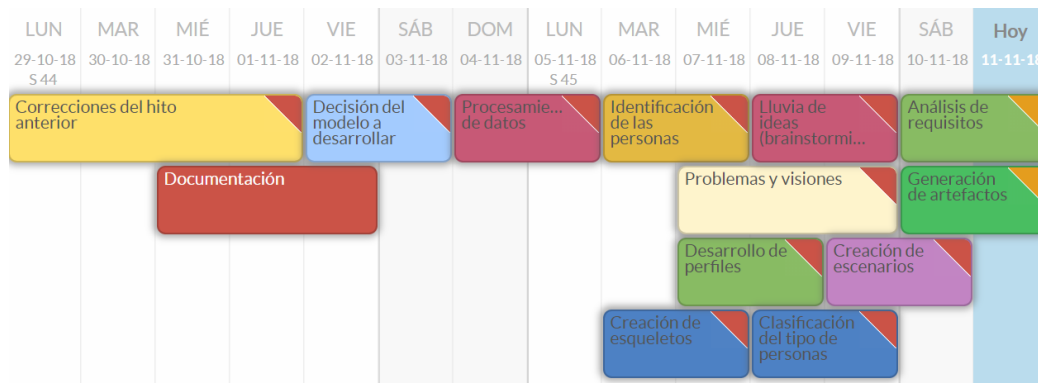 LUN MAR MIÉ JUE VIE SÁB DOM LUN MAR MIÉ JUE VIE SÁB Hoy
29-10-18 30-10-18 31-10-18 01-11-18 02-11-18 03-11-18 04-11-18 05-11-18 06-11-18 07-11-18 08-11-18 09-11-18 10-11-18 11-11-18
S 44 S 45
Correcciones del hito
anterior
Decisión del
modelo a
desarrollar
Procesamie...
de datos
Identificación
de las
personas
Lluvia de
ideas
(brainstormi...
Análisis de
requisitos
Documentación
Problemas y visiones
Generación
de artefactos
Desarrollo de
perfiles
Creación de
escenarios
Creación de
esqueletos
Clasificación
del tipo de
personas